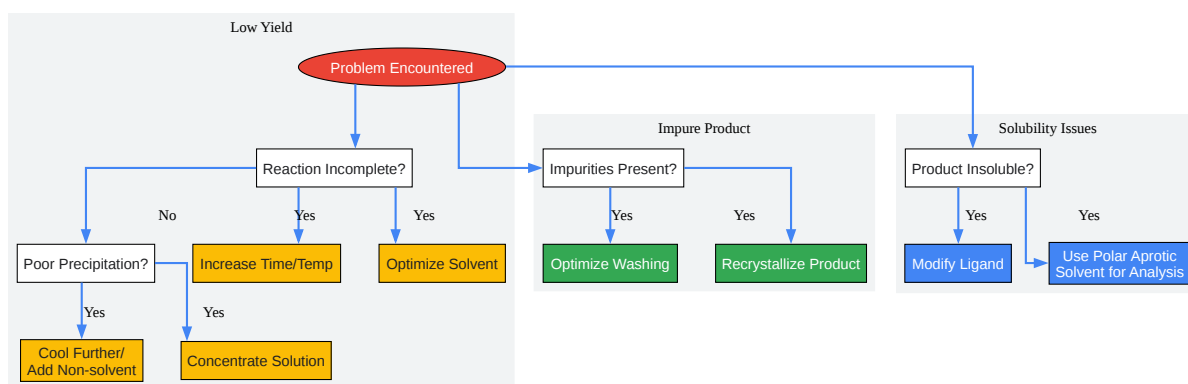 Low Yield
Problem Encountered
Impure Product
Solubility Issues
Reaction Incomplete?
Impurities Present?
Product Insoluble?
No
Yes
Yes
Yes
Yes
Yes
Yes
Poor Precipitation?
Increase Time/Temp
Optimize Solvent
Optimize Washing
Recrystallize Product
Modify Ligand
Use Polar Aprotic
Solvent for Analysis
Yes
Yes
Cool Further/
Add Non-solvent
Concentrate Solution